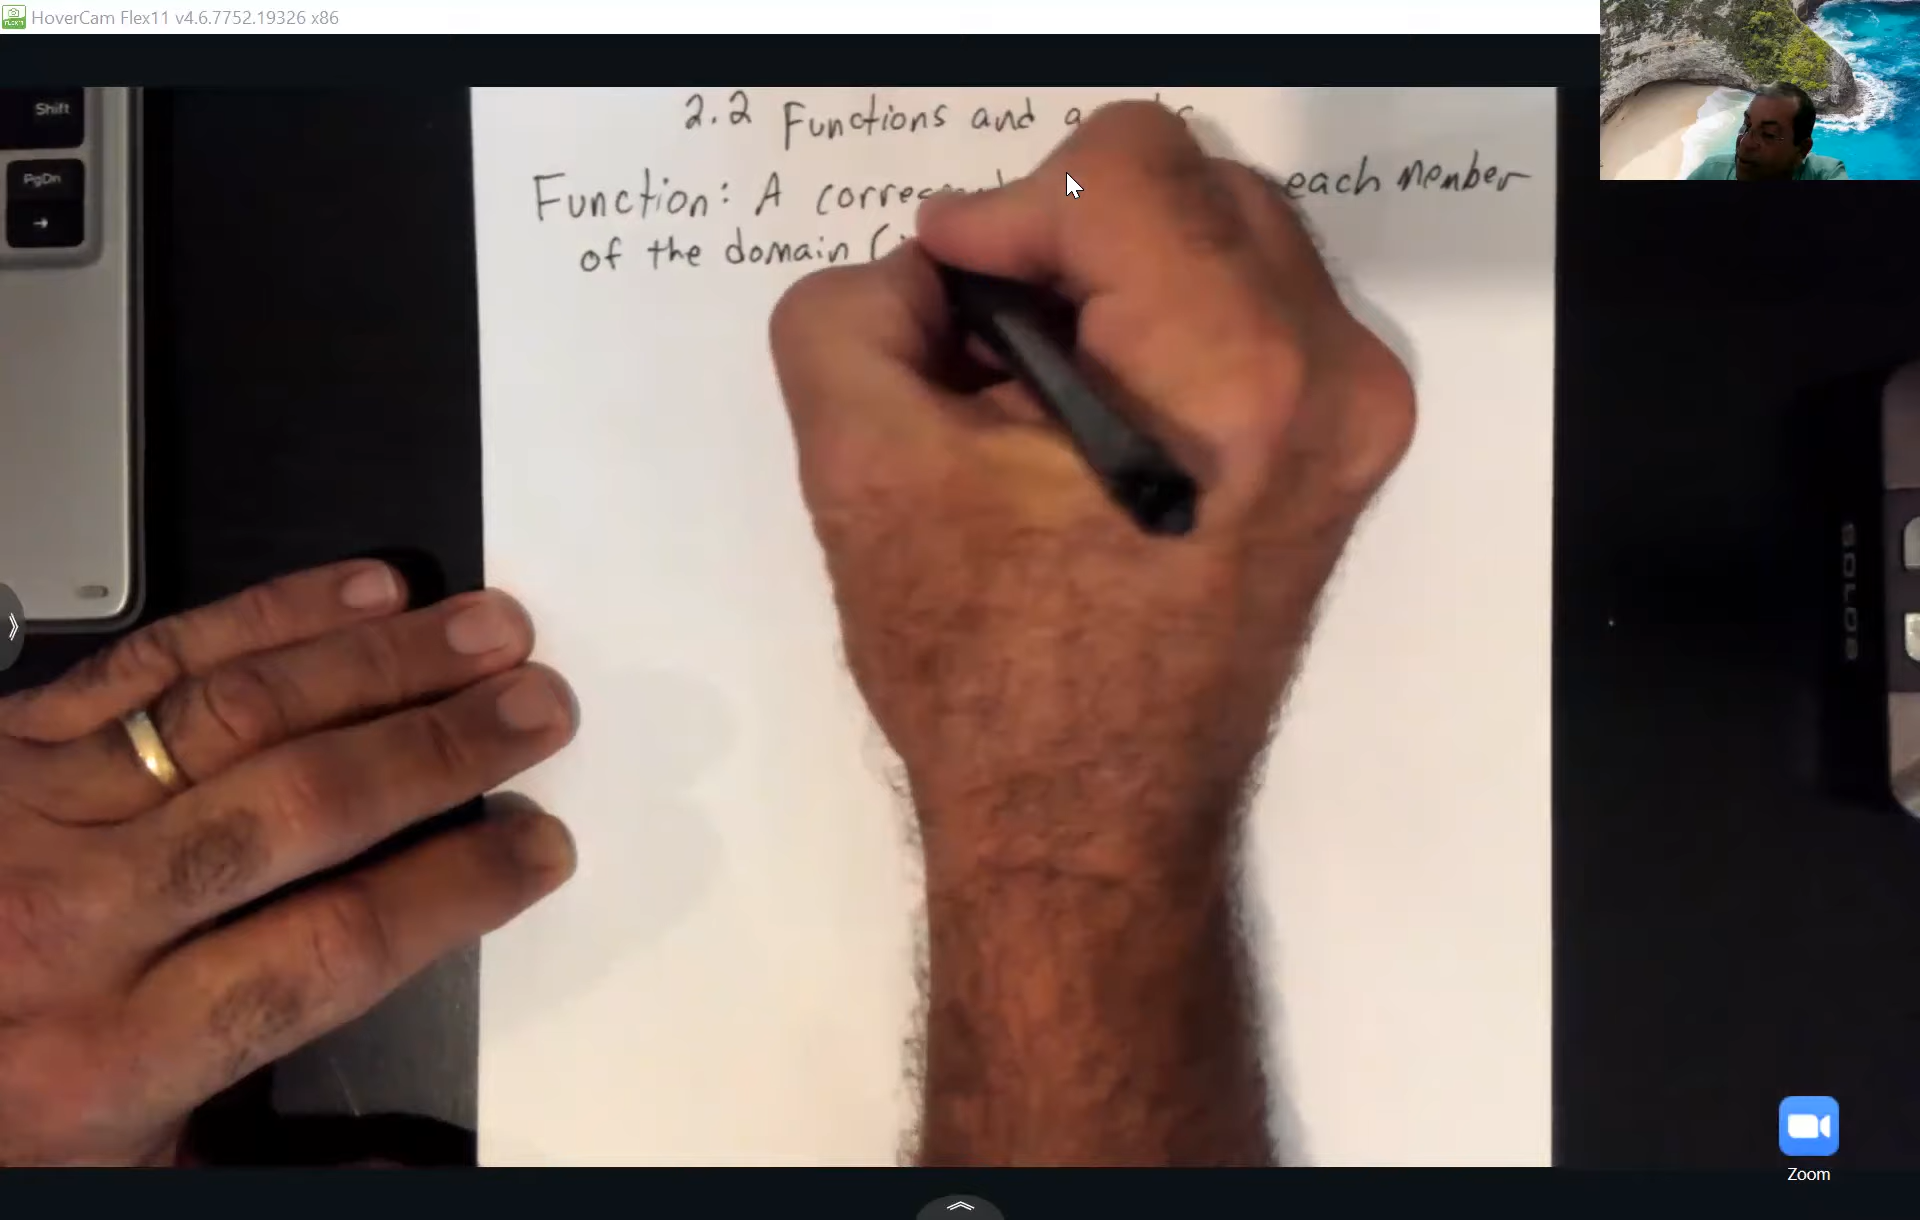 HoverCam Flex11 v4.6.7752.19326 x86
Shift
PgDn
2.2 Functions and
Function: A each member
of the domain (
SOLOS
Zoom